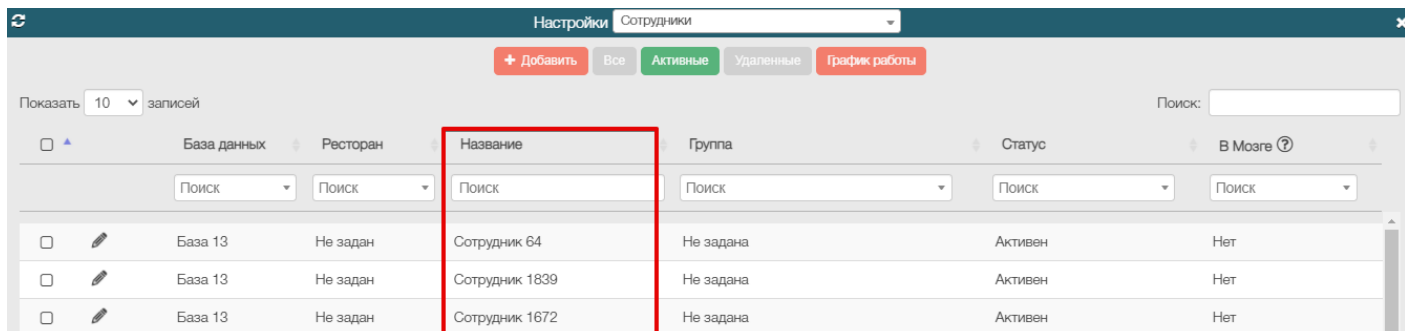 Настройки Сотрудники
+ Добавить Все Активные Удаленные График работы
Показать 10 записей Поиск:
База данных Ресторан Название Группа Статус В Мозге ?
Поиск Поиск Поиск Поиск Поиск Поиск
База 13 Не задан Сотрудник 64 Не задана Активен Нет
База 13 Не задан Сотрудник 1839 Не задана Активен Нет
База 13 Не задан Сотрудник 1672 Не задана Активен Нет